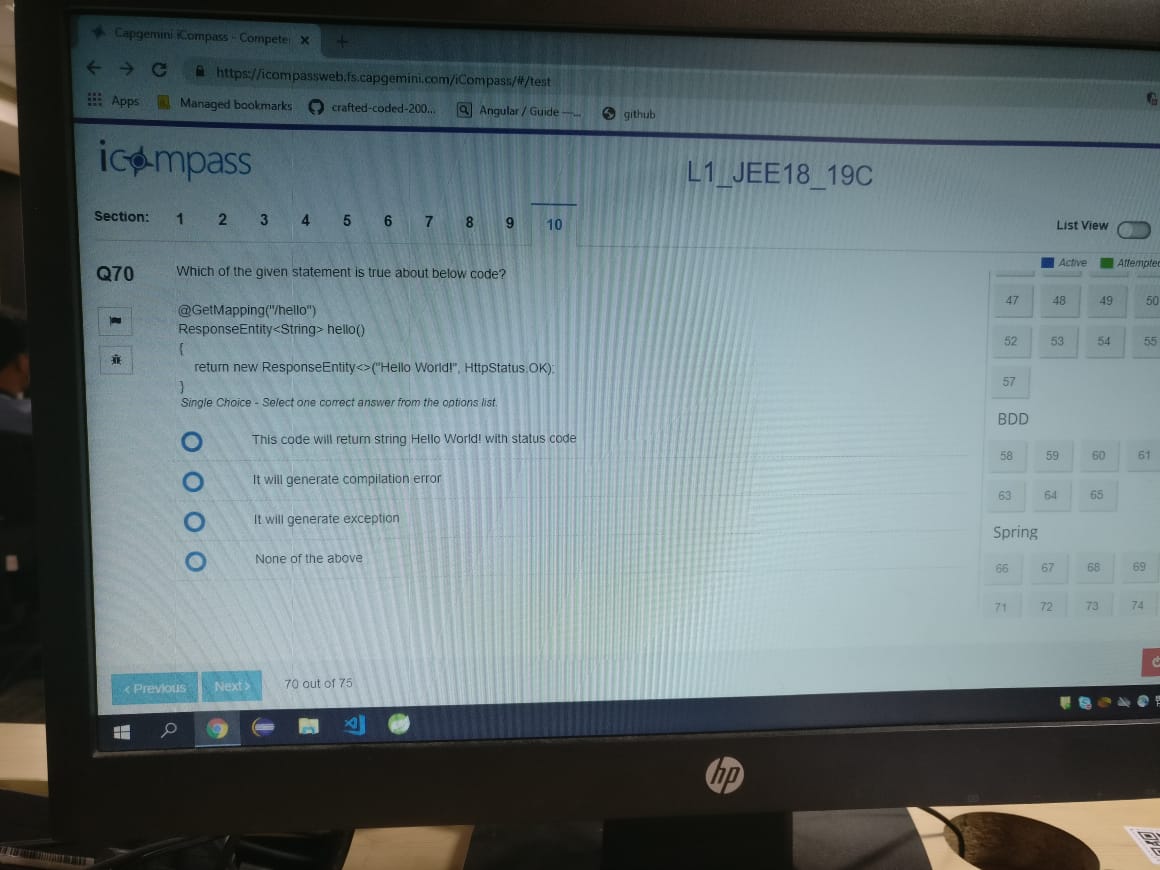 Capgemini iCompass - Competen
https://icompassweb.fs.capgemini.com/iCompass/#/test
Apps Managed bookmarks crafted-coded-200... Angular / Guide —... github
icompass
L1_JEE18_19C
Section: 1 2 3 4 5 6 7 8 9 10
List View
Active Attempted
Q70 Which of the given statement is true about below code?
@GetMapping("/hello")
ResponseEntity<String> hello()
{
return new ResponseEntity<>("Hello World!", HttpStatus.OK);
}
Single Choice - Select one correct answer from the options list.
This code will return string Hello World! with status code
It will generate compilation error
It will generate exception
None of the above
47 48 49 50
52 53 54 55
57
BDD
58 59 60 61
63 64 65
Spring
66 67 68 69
71 72 73 74
< Previous Next > 70 out of 75
hp